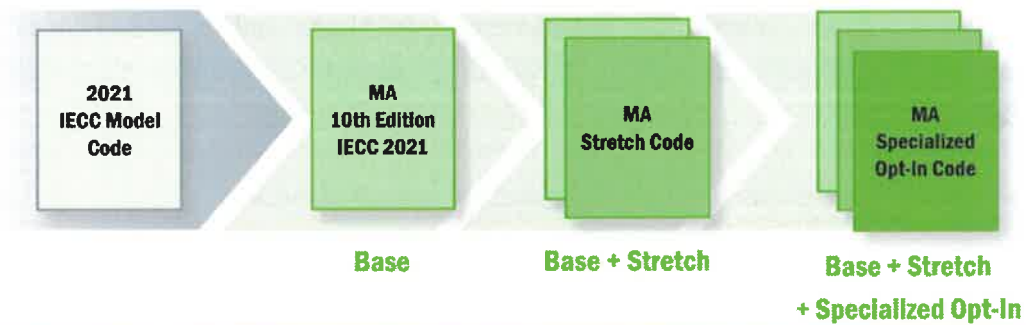 2021
IECC Model
Code
MA
10th Edition
IECC 2021
MA
Stretch Code
MA
Specialized
Opt-in Code
Base
Base + Stretch
Base + Stretch
+ Specialized Opt-In